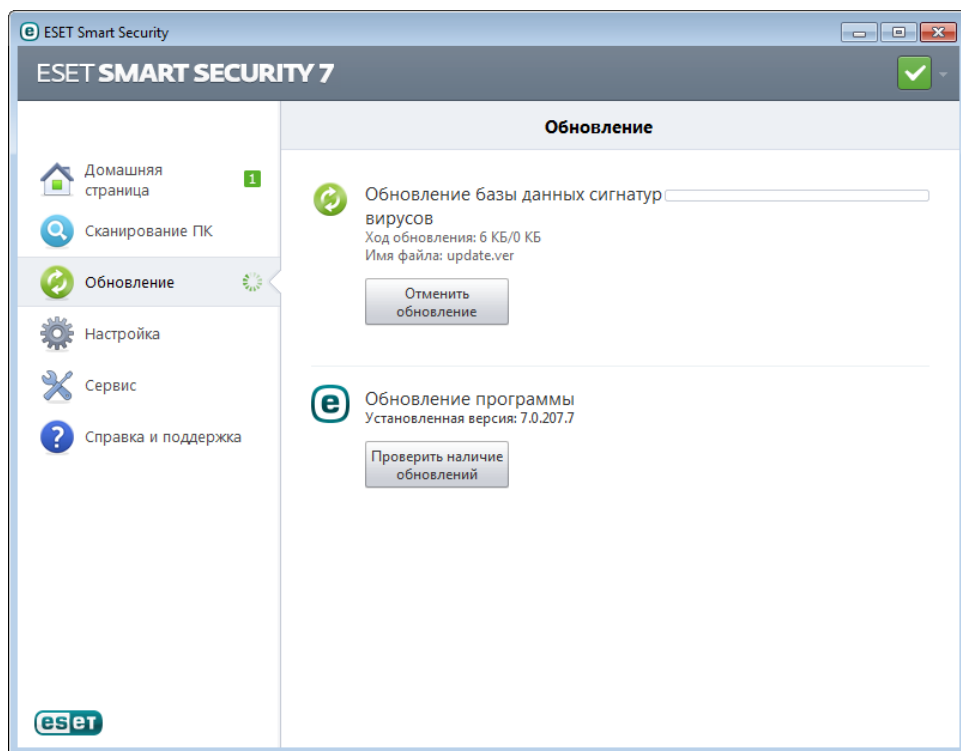 ESET Smart Security
ESET SMART SECURITY 7
Обновление
Домашняя
страница
1
Сканирование ПК
Обновление
Настройка
Сервис
Справка и поддержка
Обновление базы данных сигнатур
вирусов
Ход обновления: 6 КБ/0 КБ
Имя файла: update.ver
Отменить
обновление
Обновление программы
Установленная версия: 7.0.207.7
Проверить наличие
обновлений
eset